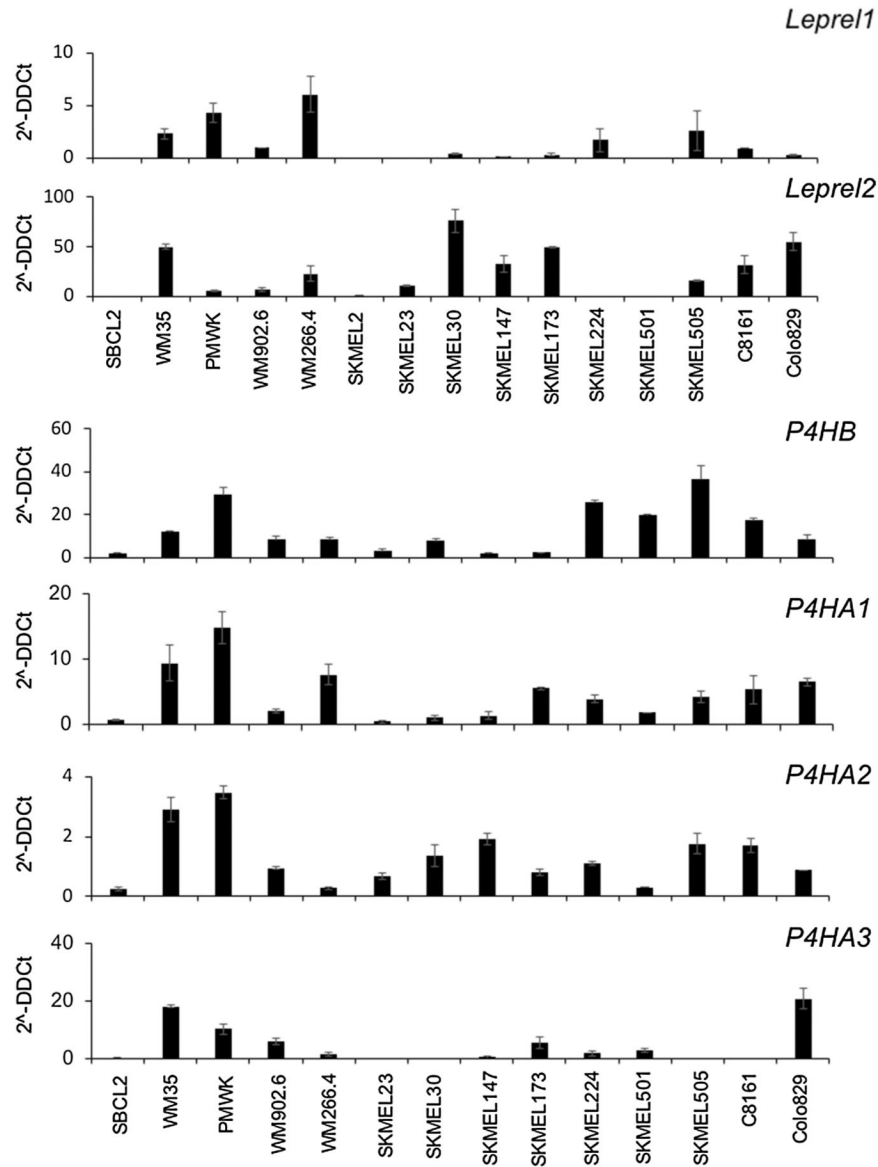 Leprel1
2^-DDCt
10
5
0
Leprel2
2^-DDCt
100
50
0
SBCL2 WM35 PMWK WM902.6 WM266.4 SKMEL2 SKMEL23 SKMEL30 SKMEL147 SKMEL173 SKMEL224 SKMEL501 SKMEL505 C8161 Colo829
P4HB
2^-DDCt
60
40
20
0
P4HA1
2^-DDCt
20
10
0
P4HA2
2^-DDCt
4
2
0
P4HA3
2^-DDCt
40
20
0
SBCL2 WM35 PMWK WM902.6 WM266.4 SKMEL23 SKMEL30 SKMEL147 SKMEL173 SKMEL224 SKMEL501 SKMEL505 C8161 Colo829